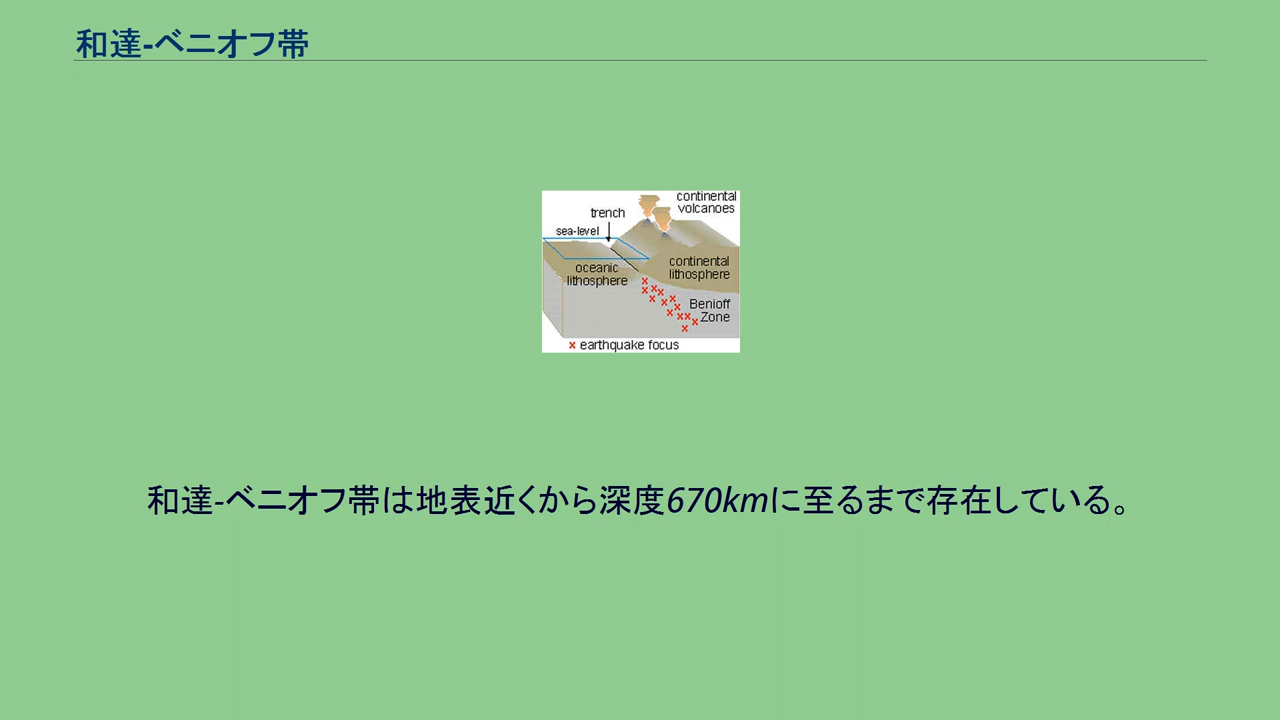 和達-ベニオフ帯
continental
volcanoes
trench
sea-level
oceanic
lithosphere
continental
lithosphere
Benioff
Zone
x earthquake focus
和達-ベニオフ帯は地表近くから深度670kmに至るまで存在している。